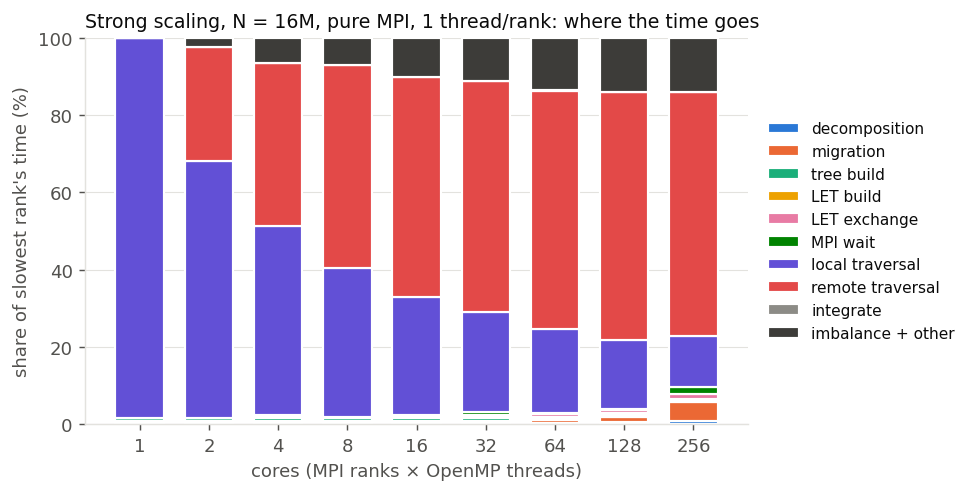 Strong scaling, N = 16M, pure MPI, 1 thread/rank: where the time goes
share of slowest rank's time (%)
100
80
60
40
20
0
1 2 4 8 16 32 64 128 256
cores (MPI ranks × OpenMP threads)
decomposition
migration
tree build
LET build
LET exchange
MPI wait
local traversal
remote traversal
integrate
imbalance + other